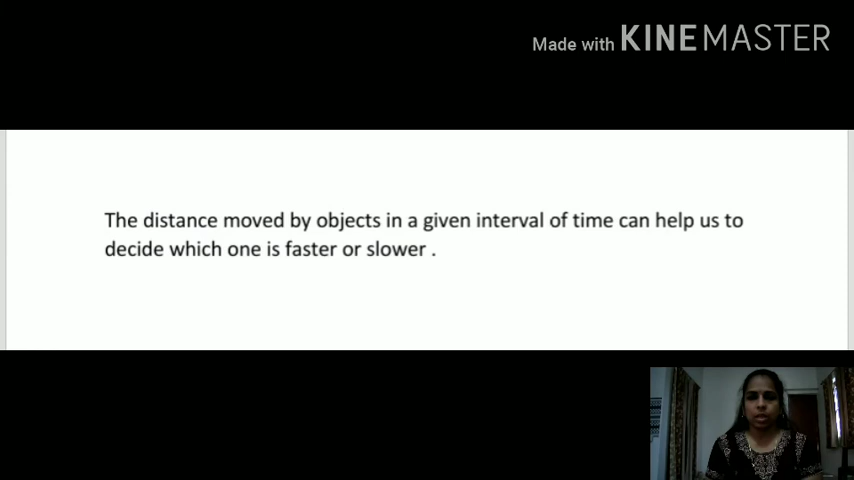 Made with KINEMASTER
The distance moved by objects in a given interval of time can help us to
decide which one is faster or slower .